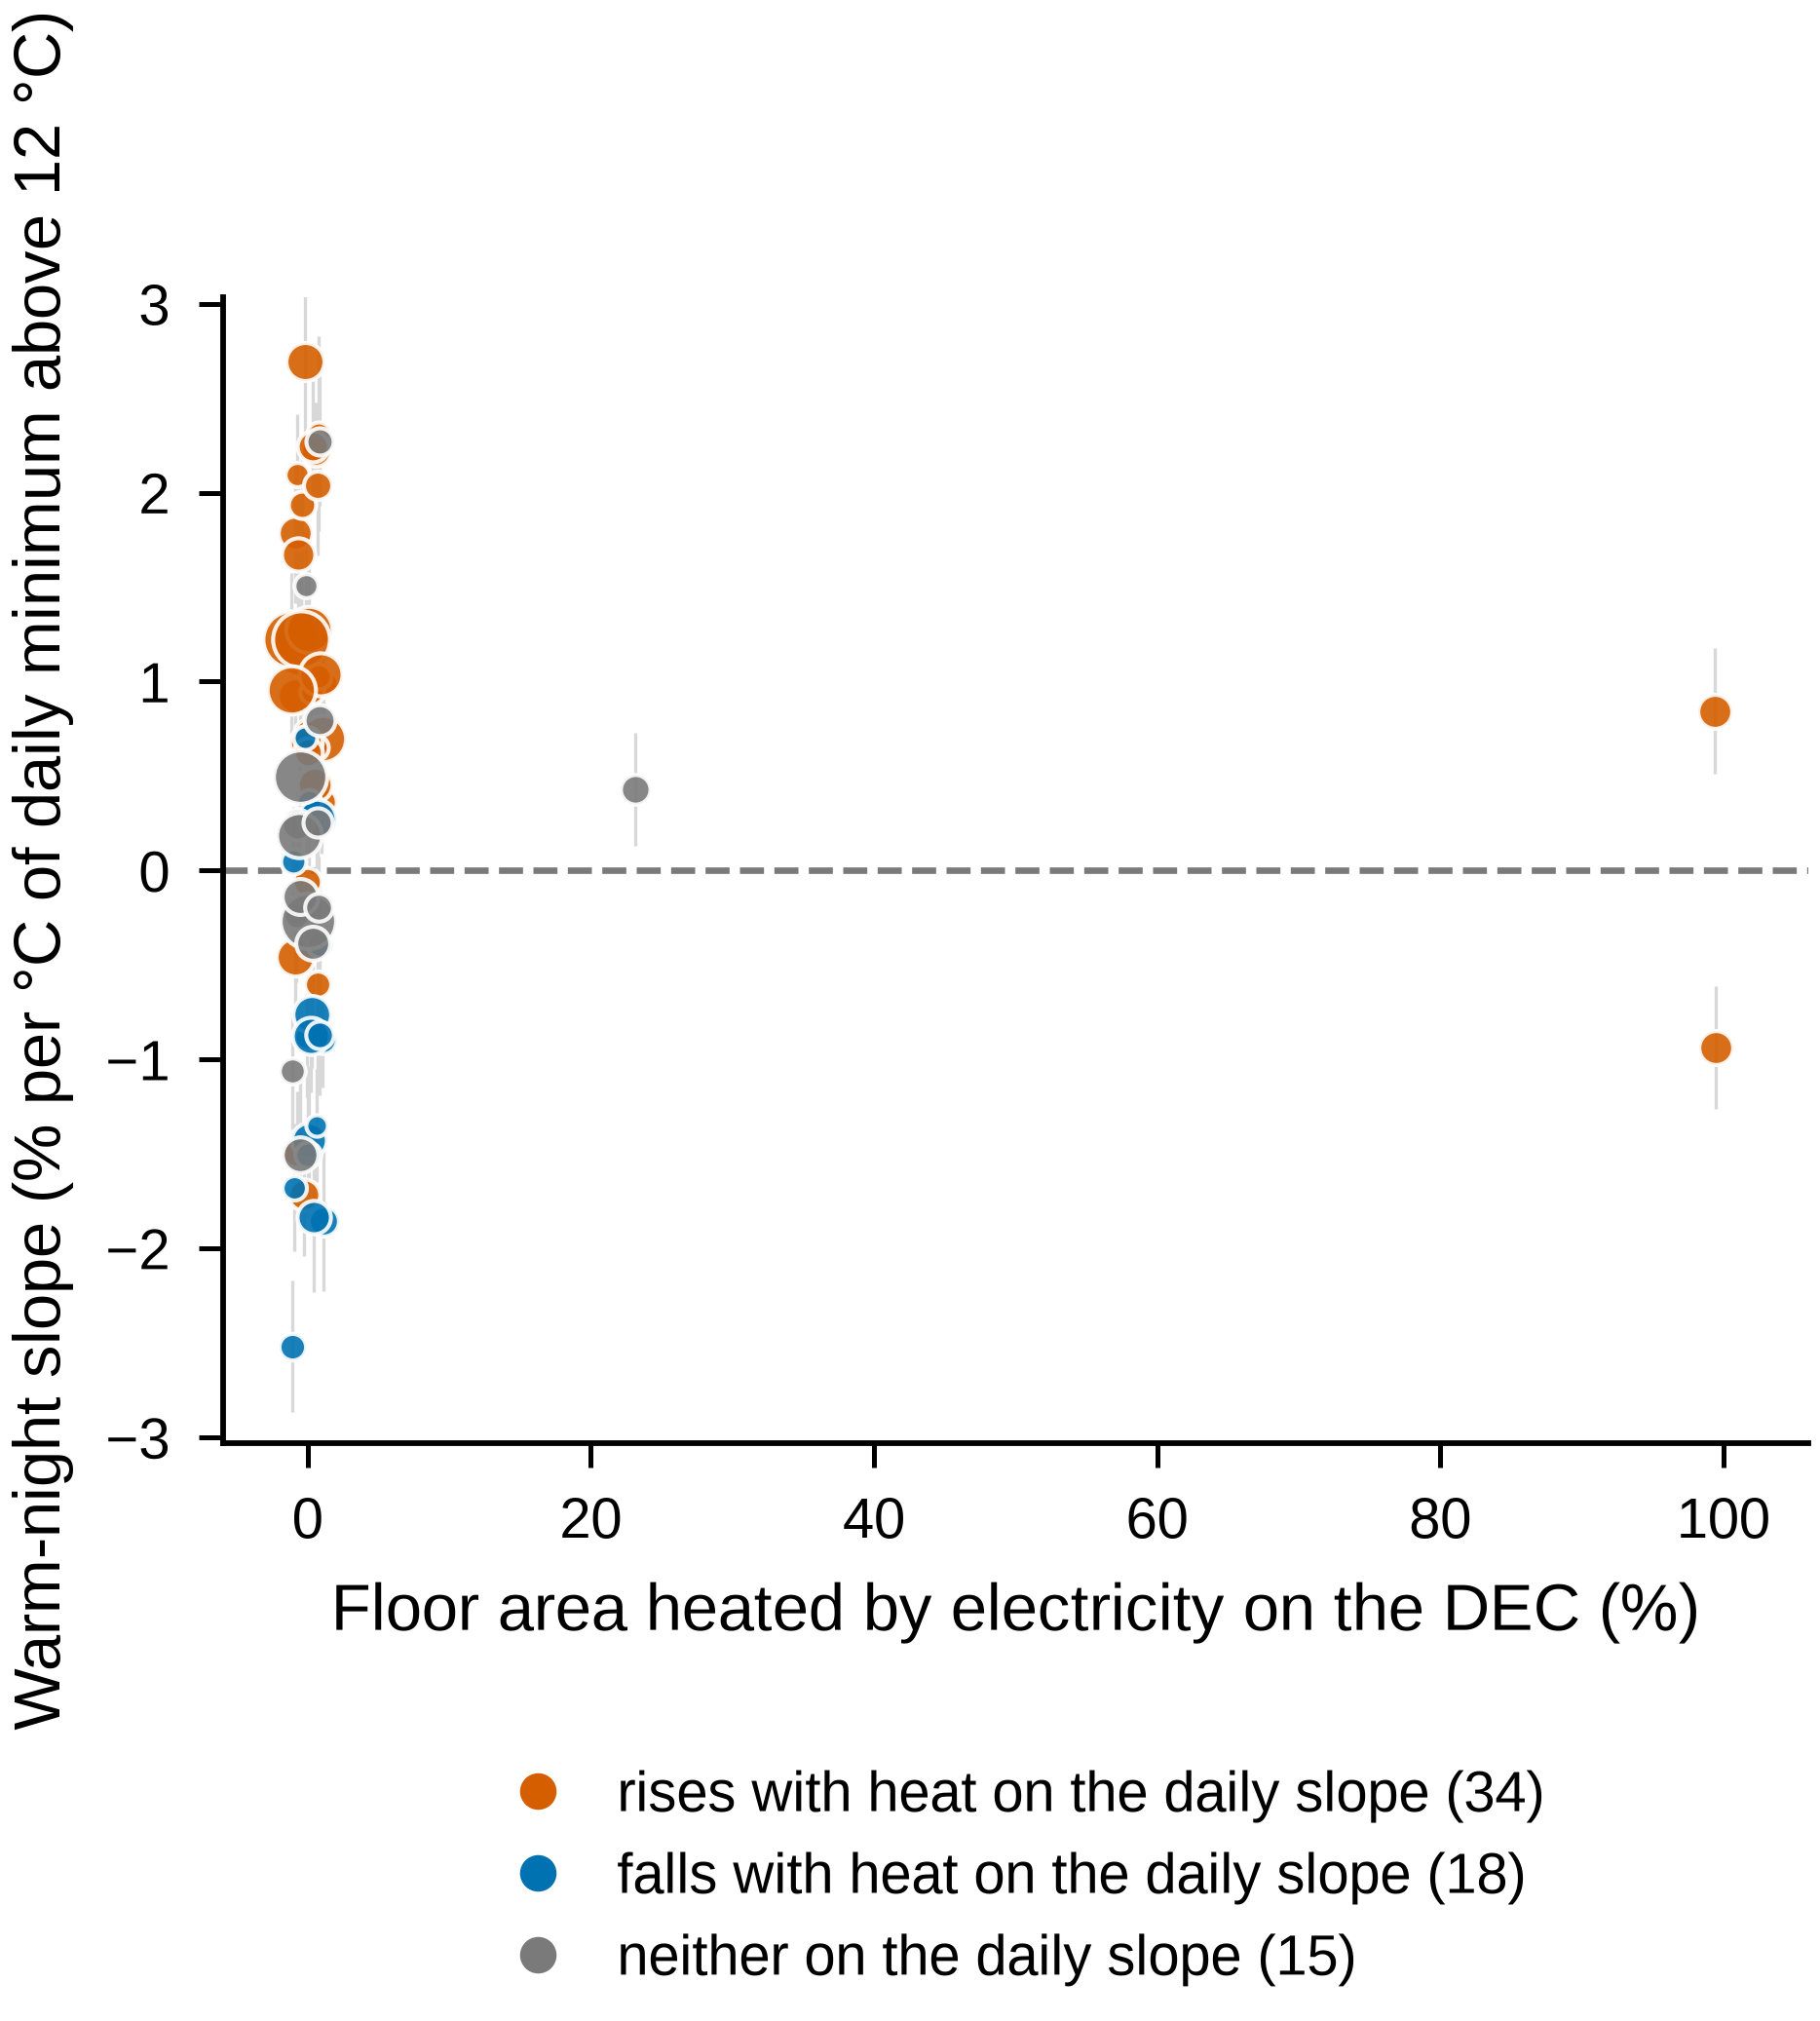 Warm-night slope (% per °C of daily minimum above 12 °C)
3
2
1
0
−1
−2
−3
0 20 40 60 80 100
Floor area heated by electricity on the DEC (%)
rises with heat on the daily slope (34)
falls with heat on the daily slope (18)
neither on the daily slope (15)